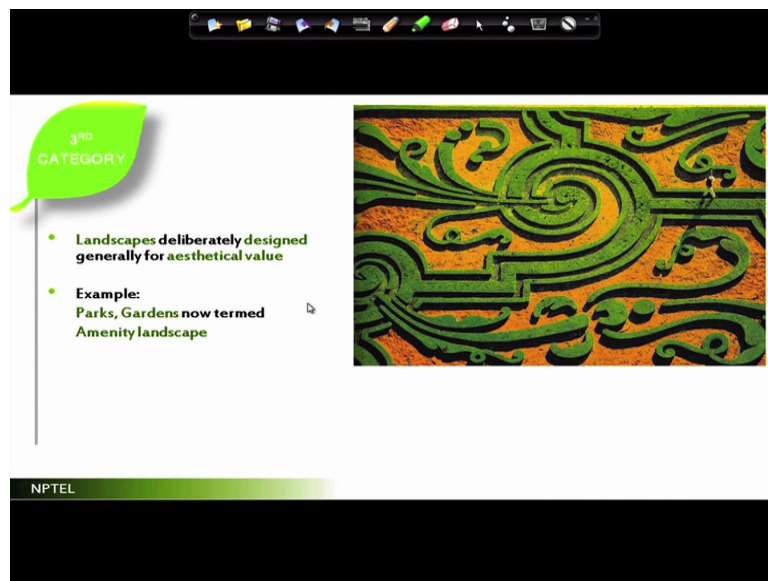 3RD
CATEGORY
Landscapes deliberately designed
generally for aesthetical value
Example:
Parks, Gardens now termed
Amenity landscape
NPTEL